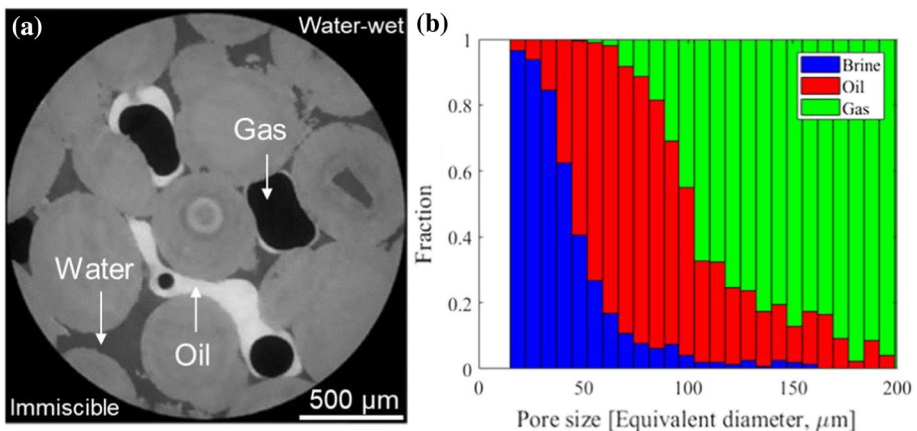 (a)
Water-wet
Gas
Water
Oil
Immiscible
500 µm
(b)
Brine
Oil
Gas
Fraction
1
0.8
0.6
0.4
0.2
0
0 50 100 150 200
Pore size [Equivalent diameter, µm]